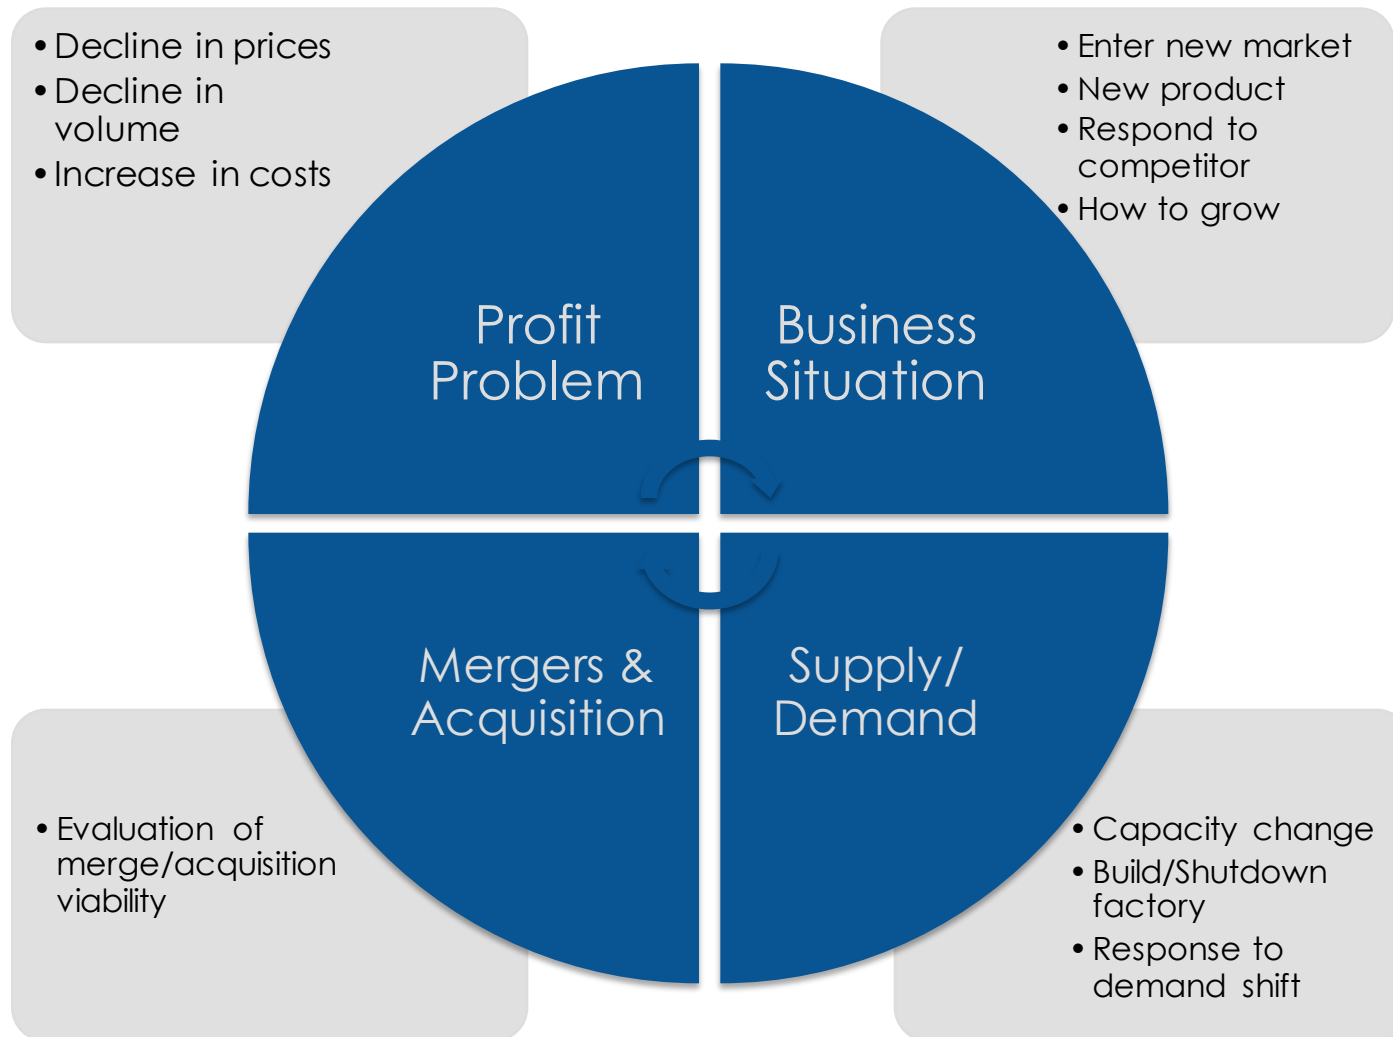 • Decline in prices
• Decline in
volume
• Increase in costs
• Enter new market
• New product
• Respond to
competitor
• How to grow
Profit
Problem
Business
Situation
Mergers &
Acquisition
Supply/
Demand
• Evaluation of
merge/acquisition
viability
• Capacity change
• Build/Shutdown
factory
• Response to
demand shift